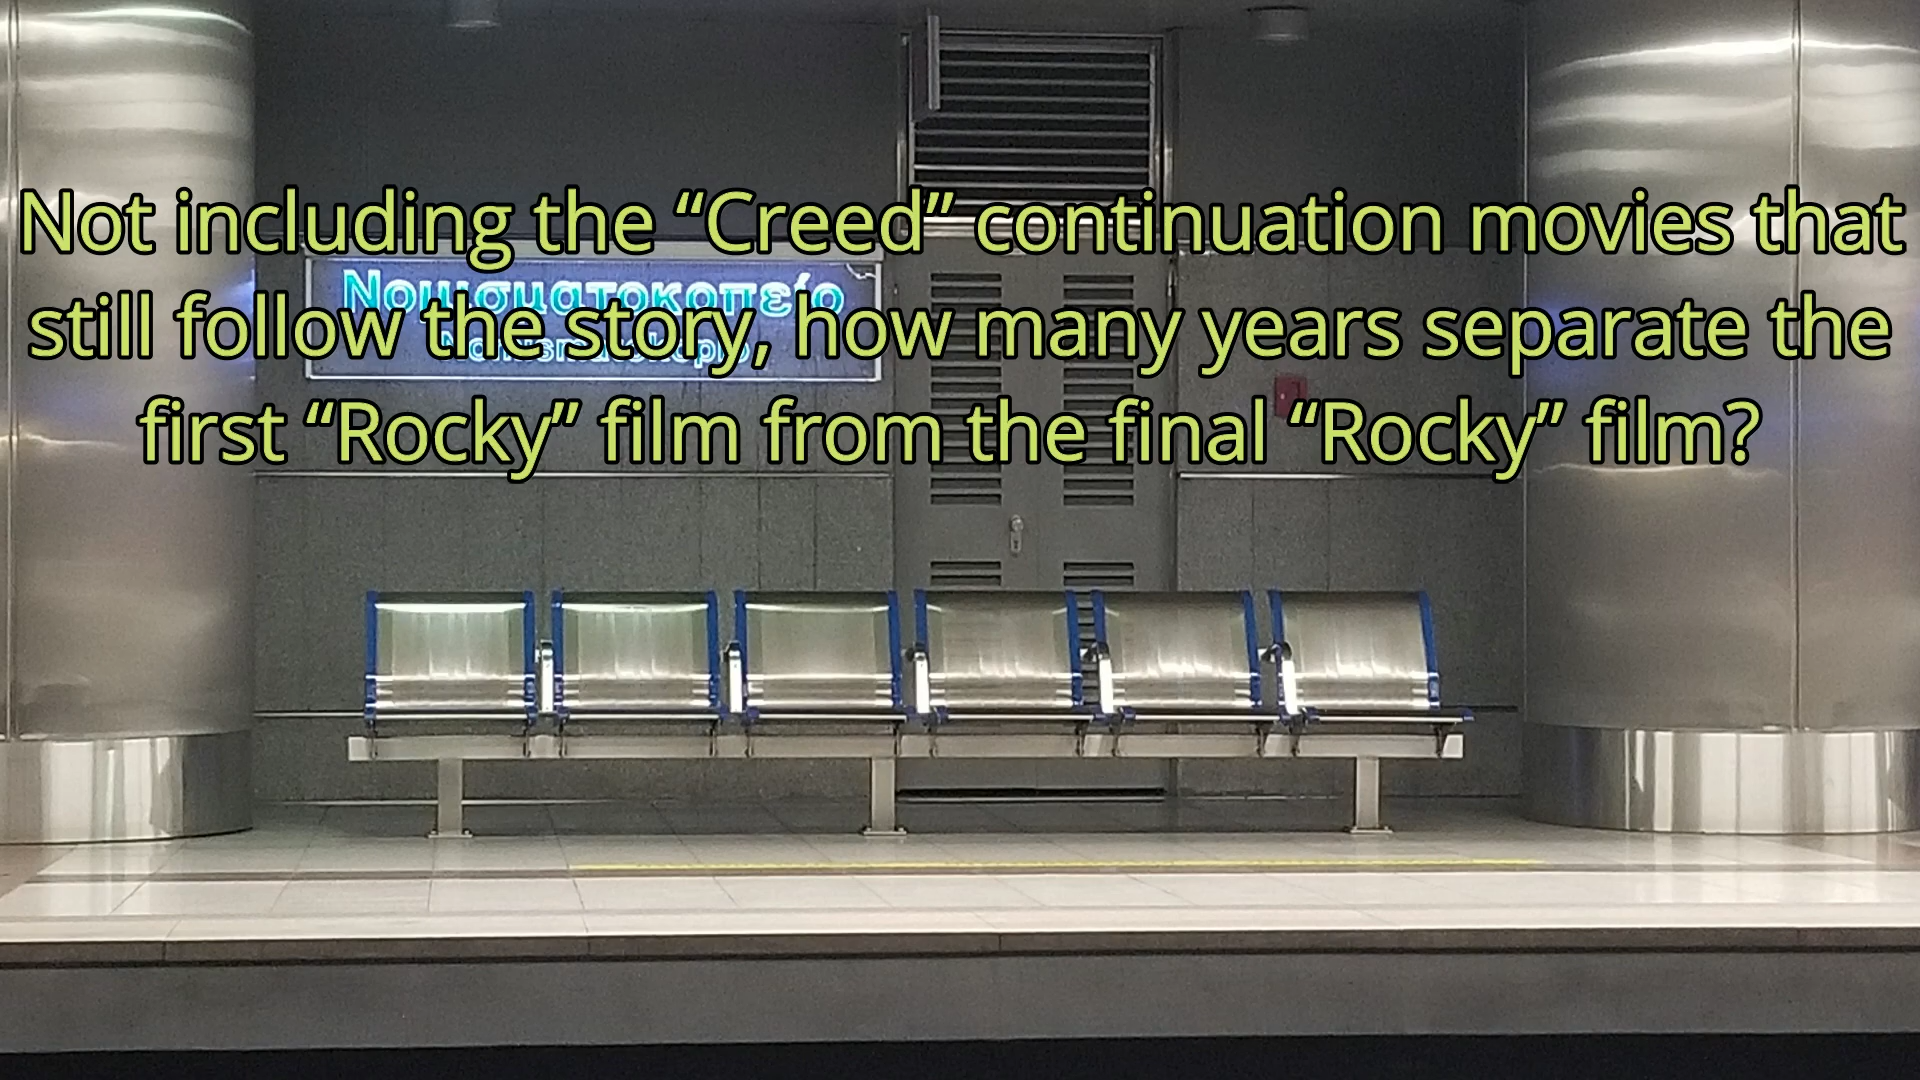 Not including the “Creed” continuation movies that
Νομισματοκοπείο
still follow the story, how many years separate the
first “Rocky” film from the final “Rocky” film?